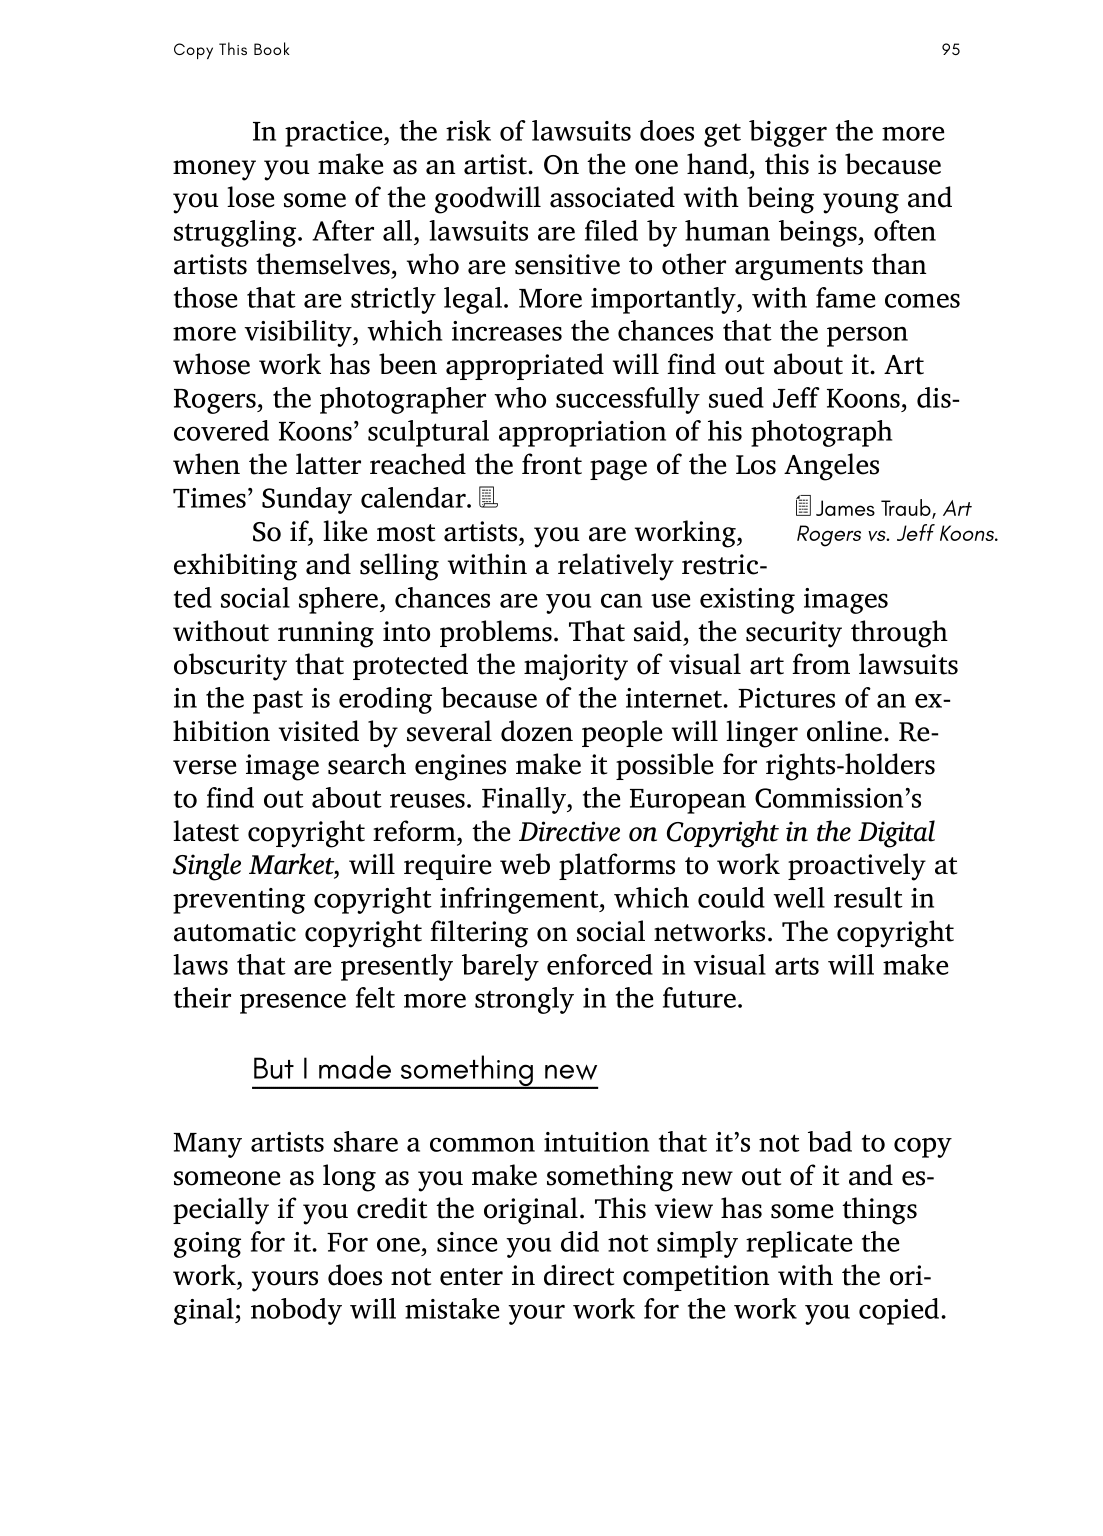 Copy This Book 95
In practice, the risk of lawsuits does get bigger the more
money you make as an artist. On the one hand, this is because
you lose some of the goodwill associated with being young and
struggling. After all, lawsuits are filed by human beings, often
artists themselves, who are sensitive to other arguments than
those that are strictly legal. More importantly, with fame comes
more visibility, which increases the chances that the person
whose work has been appropriated will find out about it. Art
Rogers, the photographer who successfully sued Jeff Koons, dis-
covered Koons’ sculptural appropriation of his photograph
when the latter reached the front page of the Los Angeles
Times’ Sunday calendar.
James Traub, Art
Rogers vs. Jeff Koons.
So if, like most artists, you are working,
exhibiting and selling within a relatively restric-
ted social sphere, chances are you can use existing images
without running into problems. That said, the security through
obscurity that protected the majority of visual art from lawsuits
in the past is eroding because of the internet. Pictures of an ex-
hibition visited by several dozen people will linger online. Re-
verse image search engines make it possible for rights-holders
to find out about reuses. Finally, the European Commission’s
latest copyright reform, the Directive on Copyright in the Digital
Single Market, will require web platforms to work proactively at
preventing copyright infringement, which could well result in
automatic copyright filtering on social networks. The copyright
laws that are presently barely enforced in visual arts will make
their presence felt more strongly in the future.
But I made something new
Many artists share a common intuition that it’s not bad to copy
someone as long as you make something new out of it and es-
pecially if you credit the original. This view has some things
going for it. For one, since you did not simply replicate the
work, yours does not enter in direct competition with the ori-
ginal; nobody will mistake your work for the work you copied.